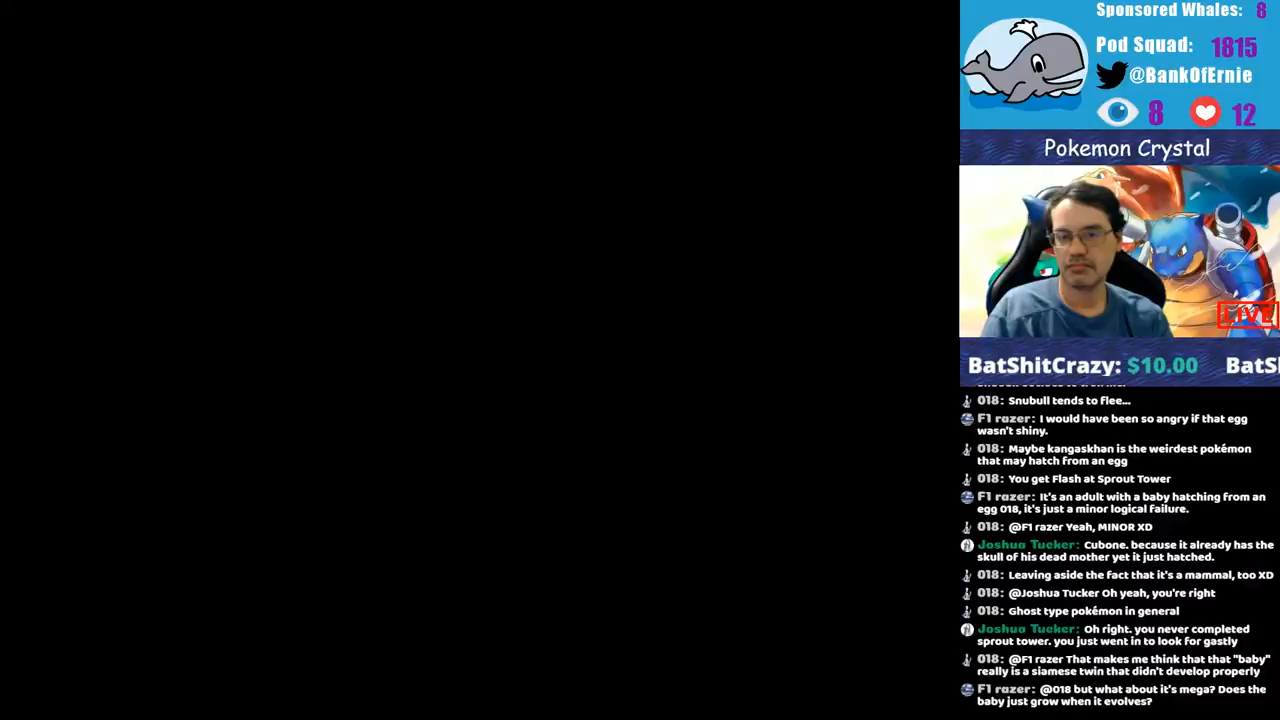 Sponsored Whales: 8
Pod Squad: 1815
@BankOfErnie
8 12
Pokemon Crystal
LIVE
BatShitCrazy: $10.00 BatSh
018: Snubull tends to flee...
F1 razer: I would have been so angry if that egg
wasn't shiny.
018: Maybe kangaskhan is the weirdest pokémon
that may hatch from an egg
018: You get Flash at Sprout Tower
F1 razer: It's an adult with a baby hatching from an
egg 018, it's just a minor logical failure.
018: @F1 razer Yeah, MINOR XD
Joshua Tucker: Cubone. because it already has the
skull of his dead mother yet it just hatched.
018: Leaving aside the fact that it's a mammal, too XD
018: @Joshua Tucker Oh yeah, you're right
018: Ghost type pokémon in general
Joshua Tucker: Oh right. you never completed
sprout tower. you just went in to look for gastly
018: @F1 razer That makes me think that that "baby"
really is a siamese twin that didn't develop properly
F1 razer: @018 but what about it's mega? Does the
baby just grow when it evolves?